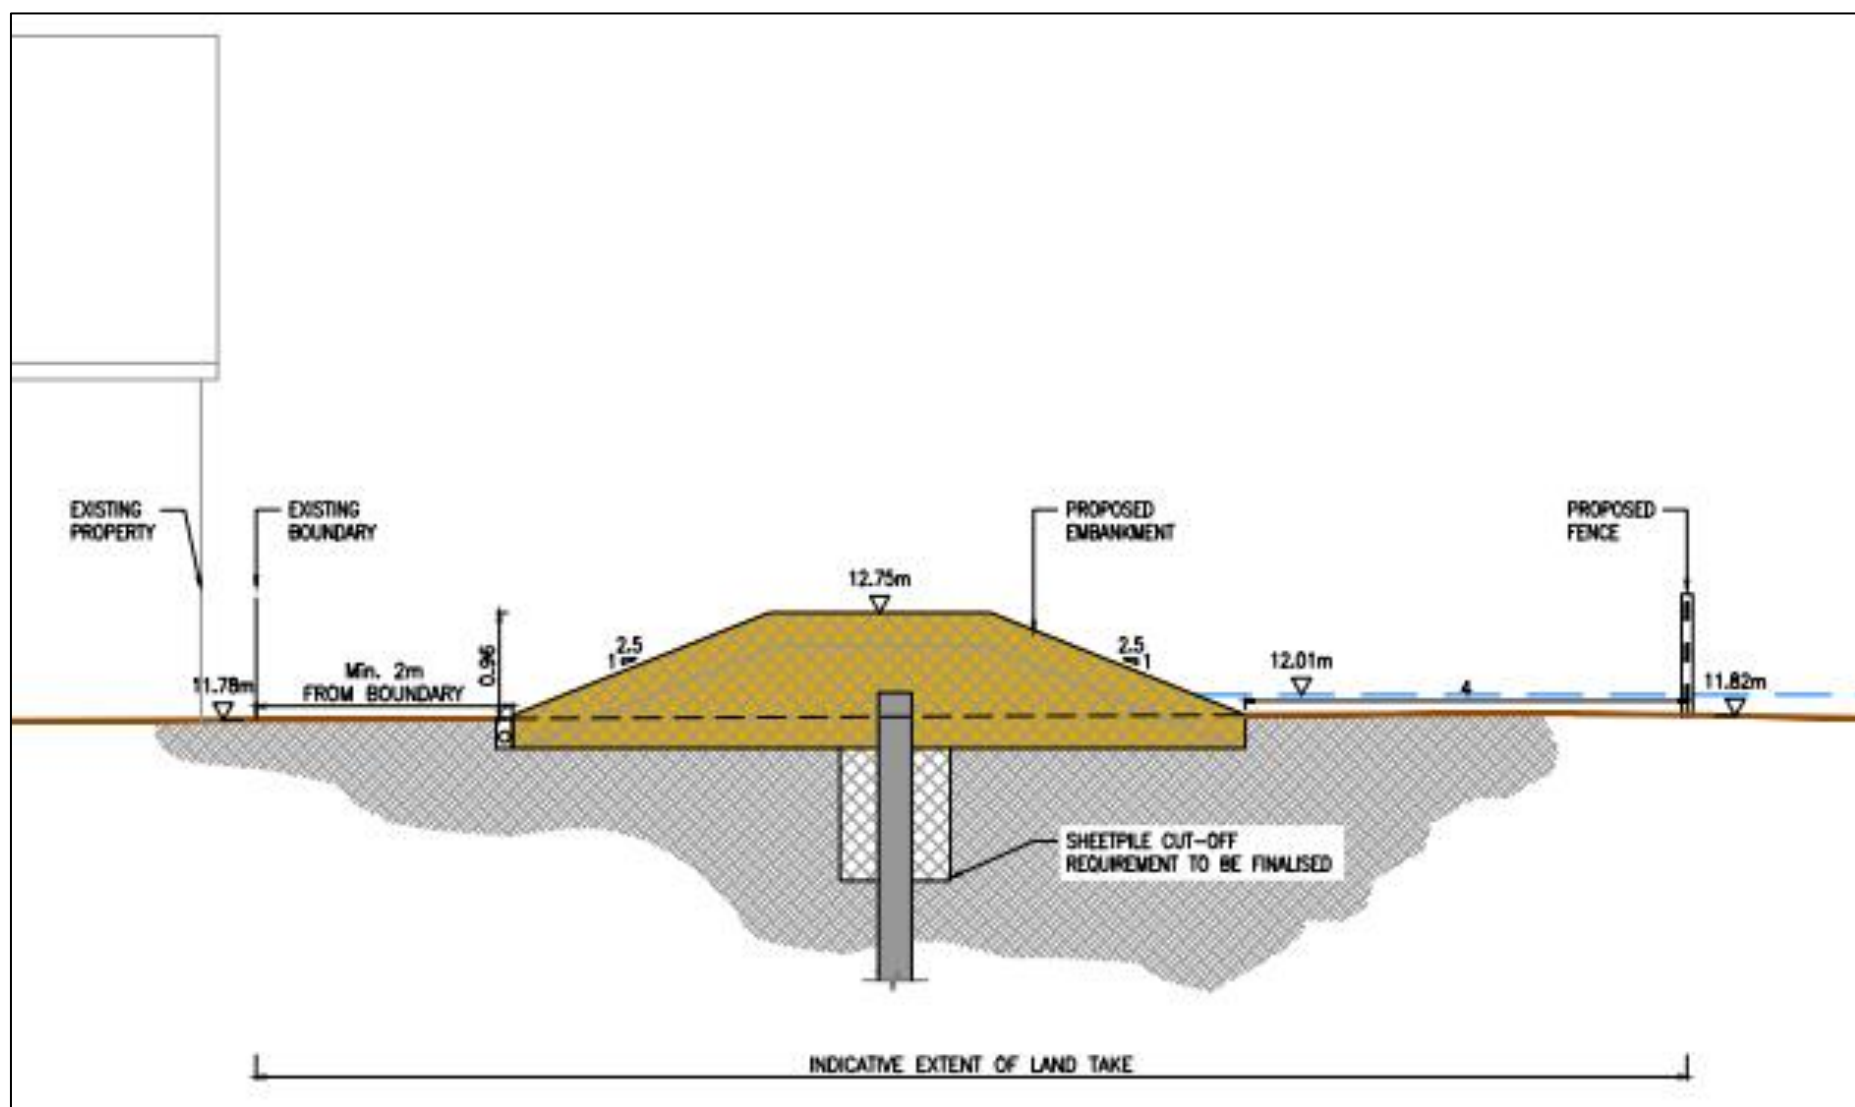 EXISTING
PROPERTY
EXISTING
BOUNDARY
PROPOSED
EMBANKMENT
PROPOSED
FENCE
12.75m
2.5
1
2.5
1
0.96
Min. 2m
FROM BOUNDARY
11.78m
12.01m
4
11.82m
SHEETPILE CUT-OFF
REQUIREMENT TO BE FINALISED
INDICATIVE EXTENT OF LAND TAKE